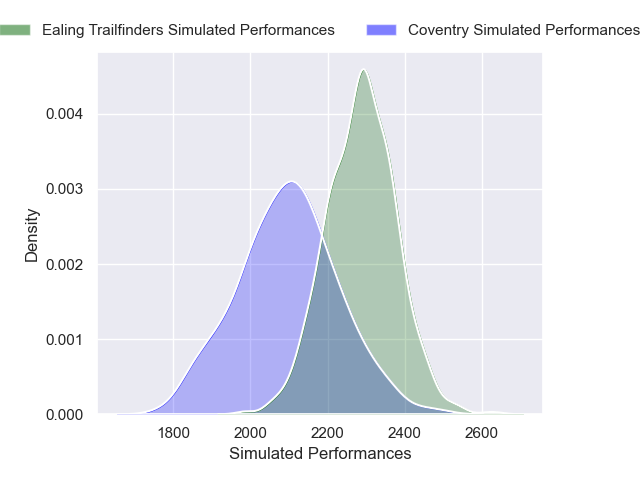 Ealing Trailfinders Simulated Performances
Coventry Simulated Performances
0.004
0.003
0.002
0.001
0.000
Density
1800 2000 2200 2400 2600
Simulated Performances